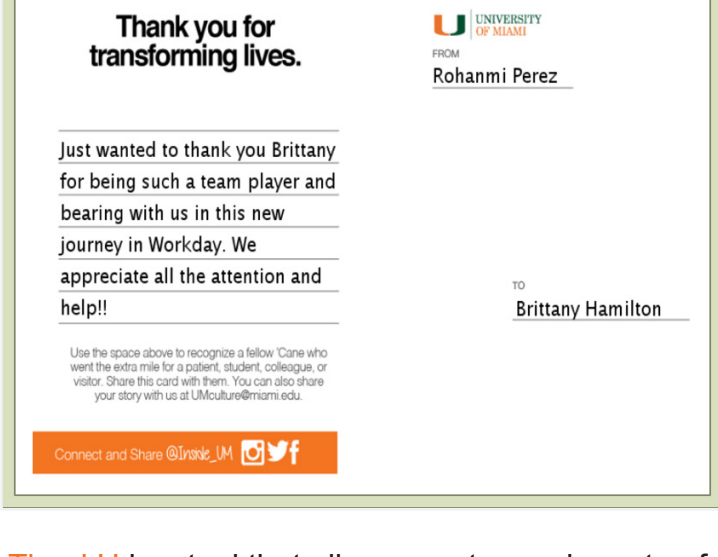 Thank you for
transforming lives.
UNIVERSITY
OF MIAMI
FROM
Rohanmi Perez
Just wanted to thank you Brittany
for being such a team player and
bearing with us in this new
journey in Workday. We
appreciate all the attention and
help!!
TO
Brittany Hamilton
Use the space above to recognize a fellow 'Cane who
went the extra mile for a patient, student, colleague, or
visitor. Share this card with them. You can also share
your story with us at UMculture@miami.edu.
Connect and Share @Inside_UM